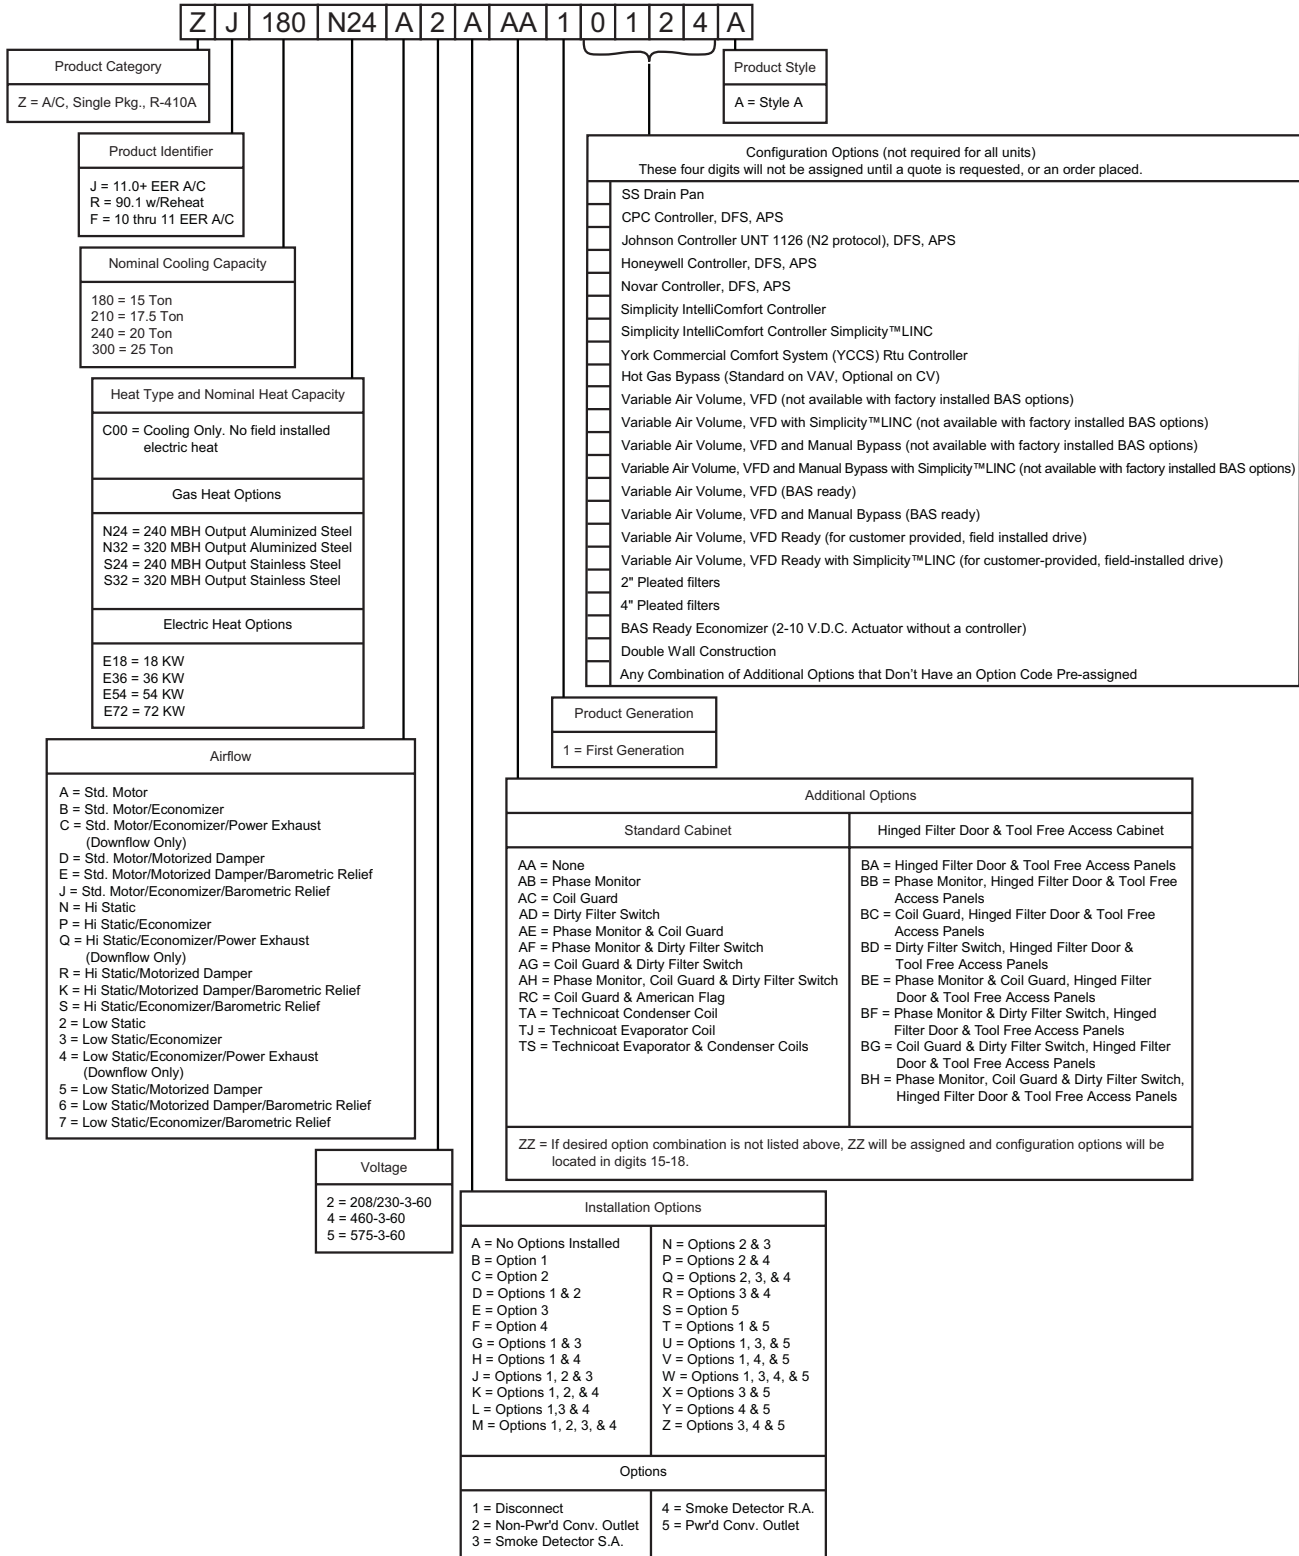 Z J 180 N24 A 2 A AA 1 0 1 2 4 A
Product Category
Z = A/C, Single Pkg., R-410A
Product Style
A = Style A
Product Identifier
J = 11.0+ EER A/C
R = 90.1 w/Reheat
F = 10 thru 11 EER A/C
Nominal Cooling Capacity
180 = 15 Ton
210 = 17.5 Ton
240 = 20 Ton
300 = 25 Ton
Heat Type and Nominal Heat Capacity
C00 = Cooling Only. No field installed
electric heat
Gas Heat Options
N24 = 240 MBH Output Aluminized Steel
N32 = 320 MBH Output Aluminized Steel
S24 = 240 MBH Output Stainless Steel
S32 = 320 MBH Output Stainless Steel
Electric Heat Options
E18 = 18 KW
E36 = 36 KW
E54 = 54 KW
E72 = 72 KW
Configuration Options (not required for all units)
These four digits will not be assigned until a quote is requested, or an order placed.
SS Drain Pan
CPC Controller, DFS, APS
Johnson Controller UNT 1126 (N2 protocol), DFS, APS
Honeywell Controller, DFS, APS
Novar Controller, DFS, APS
Simplicity IntelliComfort Controller
Simplicity IntelliComfort Controller Simplicity™LINC
York Commercial Comfort System (YCCS) Rtu Controller
Hot Gas Bypass (Standard on VAV, Optional on CV)
Variable Air Volume, VFD (not available with factory installed BAS options)
Variable Air Volume, VFD with Simplicity™LINC (not available with factory installed BAS options)
Variable Air Volume, VFD and Manual Bypass (not available with factory installed BAS options)
Variable Air Volume, VFD and Manual Bypass with Simplicity™LINC (not available with factory installed BAS options)
Variable Air Volume, VFD (BAS ready)
Variable Air Volume, VFD and Manual Bypass (BAS ready)
Variable Air Volume, VFD Ready (for customer provided, field installed drive)
Variable Air Volume, VFD Ready with Simplicity™LINC (for customer-provided, field-installed drive)
2" Pleated filters
4" Pleated filters
BAS Ready Economizer (2-10 V.D.C. Actuator without a controller)
Double Wall Construction
Any Combination of Additional Options that Don't Have an Option Code Pre-assigned
Product Generation
1 = First Generation
Airflow
A = Std. Motor
B = Std. Motor/Economizer
C = Std. Motor/Economizer/Power Exhaust
(Downflow Only)
D = Std. Motor/Motorized Damper
E = Std. Motor/Motorized Damper/Barometric Relief
J = Std. Motor/Economizer/Barometric Relief
N = Hi Static
P = Hi Static/Economizer
Q = Hi Static/Economizer/Power Exhaust
(Downflow Only)
R = Hi Static/Motorized Damper
K = Hi Static/Motorized Damper/Barometric Relief
S = Hi Static/Economizer/Barometric Relief
2 = Low Static
3 = Low Static/Economizer
4 = Low Static/Economizer/Power Exhaust
(Downflow Only)
5 = Low Static/Motorized Damper
6 = Low Static/Motorized Damper/Barometric Relief
7 = Low Static/Economizer/Barometric Relief
Additional Options
Standard Cabinet
AA = None
AB = Phase Monitor
AC = Coil Guard
AD = Dirty Filter Switch
AE = Phase Monitor & Coil Guard
AF = Phase Monitor & Dirty Filter Switch
AG = Coil Guard & Dirty Filter Switch
AH = Phase Monitor, Coil Guard & Dirty Filter Switch
RC = Coil Guard & American Flag
TA = Technicoat Condenser Coil
TJ = Technicoat Evaporator Coil
TS = Technicoat Evaporator & Condenser Coils
Hinged Filter Door & Tool Free Access Cabinet
BA = Hinged Filter Door & Tool Free Access Panels
BB = Phase Monitor, Hinged Filter Door & Tool Free
Access Panels
BC = Coil Guard, Hinged Filter Door & Tool Free
Access Panels
BD = Dirty Filter Switch, Hinged Filter Door &
Tool Free Access Panels
BE = Phase Monitor & Coil Guard, Hinged Filter
Door & Tool Free Access Panels
BF = Phase Monitor & Dirty Filter Switch, Hinged
Filter Door & Tool Free Access Panels
BG = Coil Guard & Dirty Filter Switch, Hinged Filter
Door & Tool Free Access Panels
BH = Phase Monitor, Coil Guard & Dirty Filter Switch,
Hinged Filter Door & Tool Free Access Panels
ZZ = If desired option combination is not listed above, ZZ will be assigned and configuration options will be
located in digits 15-18.
Voltage
2 = 208/230-3-60
4 = 460-3-60
5 = 575-3-60
Installation Options
A = No Options Installed
B = Option 1
C = Option 2
D = Options 1 & 2
E = Option 3
F = Option 4
G = Options 1 & 3
H = Options 1 & 4
J = Options 1, 2 & 3
K = Options 1, 2, & 4
L = Options 1,3 & 4
M = Options 1, 2, 3, & 4
N = Options 2 & 3
P = Options 2 & 4
Q = Options 2, 3, & 4
R = Options 3 & 4
S = Option 5
T = Options 1 & 5
U = Options 1, 3, & 5
V = Options 1, 4, & 5
W = Options 1, 3, 4, & 5
X = Options 3 & 5
Y = Options 4 & 5
Z = Options 3, 4 & 5
Options
1 = Disconnect
2 = Non-Pwr'd Conv. Outlet
3 = Smoke Detector S.A.
4 = Smoke Detector R.A.
5 = Pwr'd Conv. Outlet